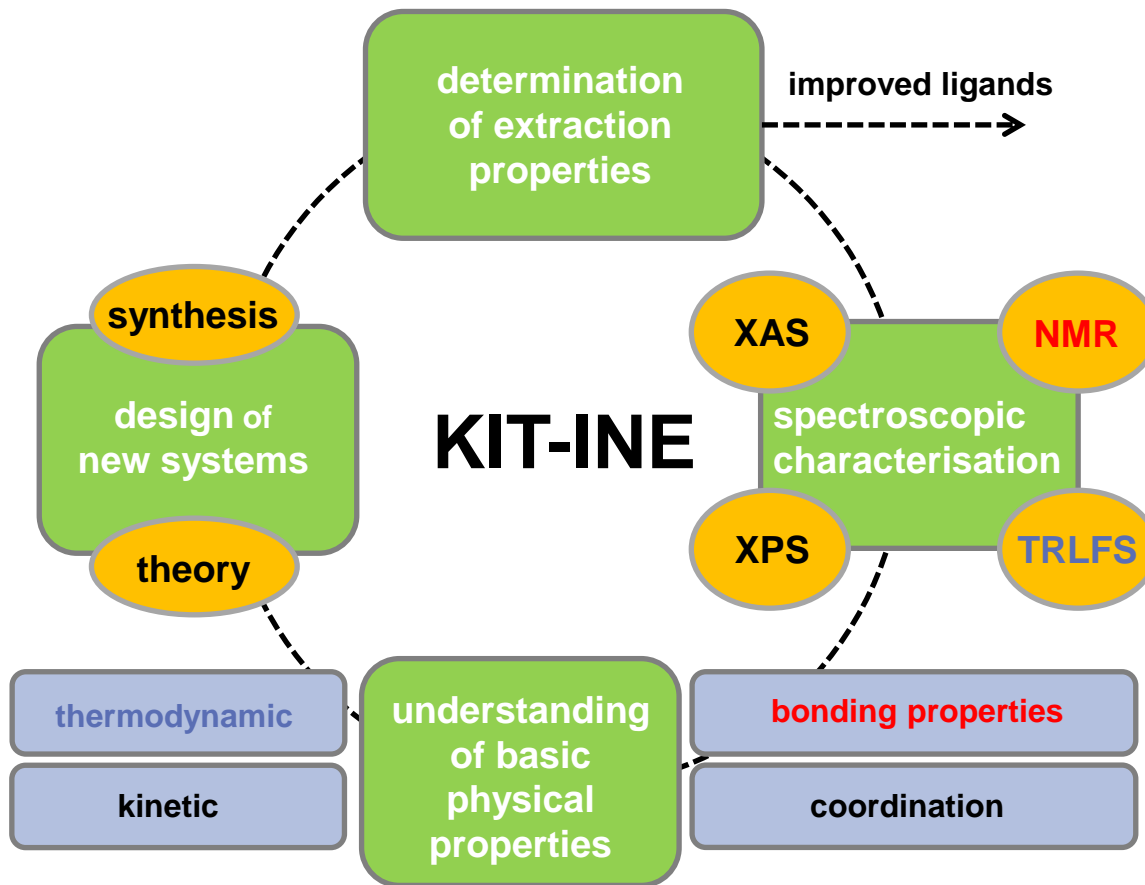 determination
of extraction
properties
improved ligands
synthesis
design of
new systems
theory
KIT-INE
XAS
NMR
spectroscopic
characterisation
XPS
TRLFS
thermodynamic
kinetic
understanding
of basic
physical
properties
bonding properties
coordination